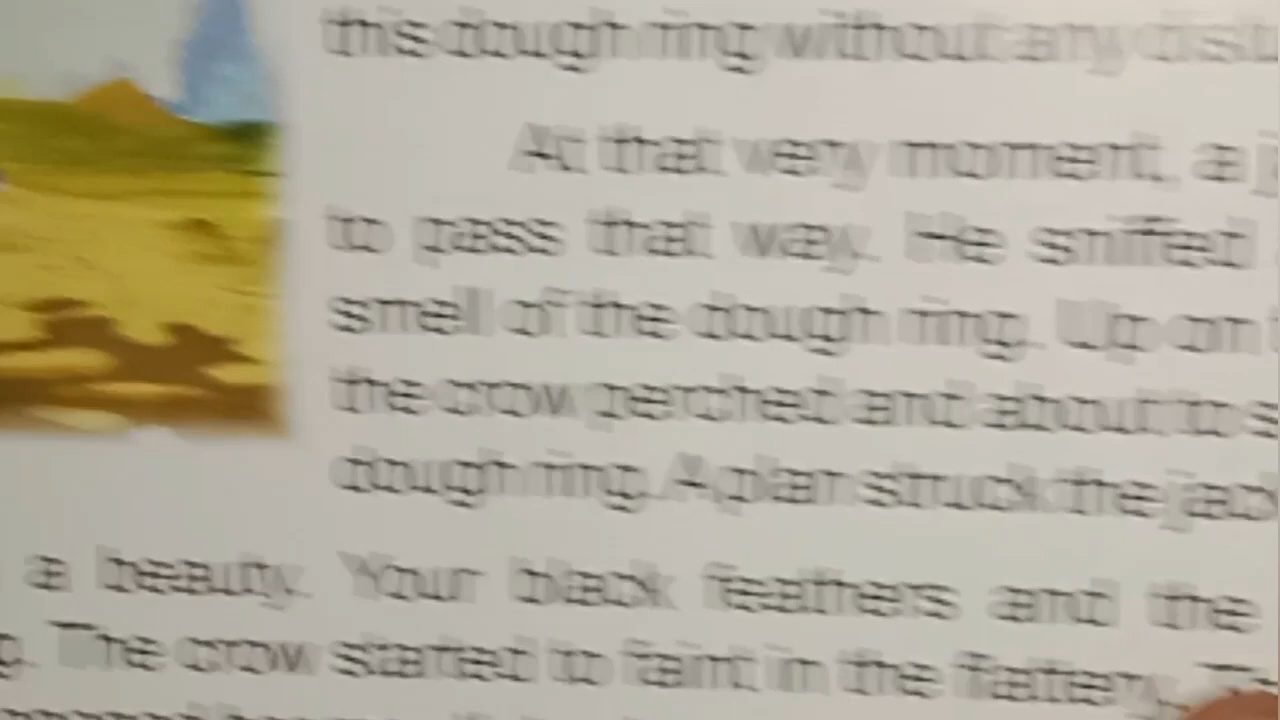 this dough ring without any
At that very moment, a
to pass that way. He sniffed
smell of the dough ring. Up on
the crow perched and about to
dough ring. A plan struck the
a beauty. Your black feathers and the
The crow started to faint in the flattery.